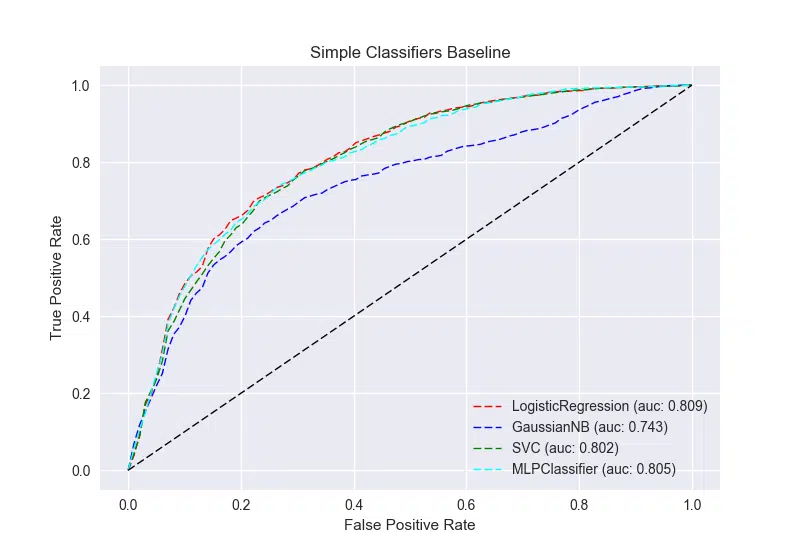 Simple Classifiers Baseline
True Positive Rate
1.0
0.8
0.6
0.4
0.2
0.0
LogisticRegression (auc: 0.809)
GaussianNB (auc: 0.743)
SVC (auc: 0.802)
MLPClassifier (auc: 0.805)
0.0 0.2 0.4 0.6 0.8 1.0
False Positive Rate